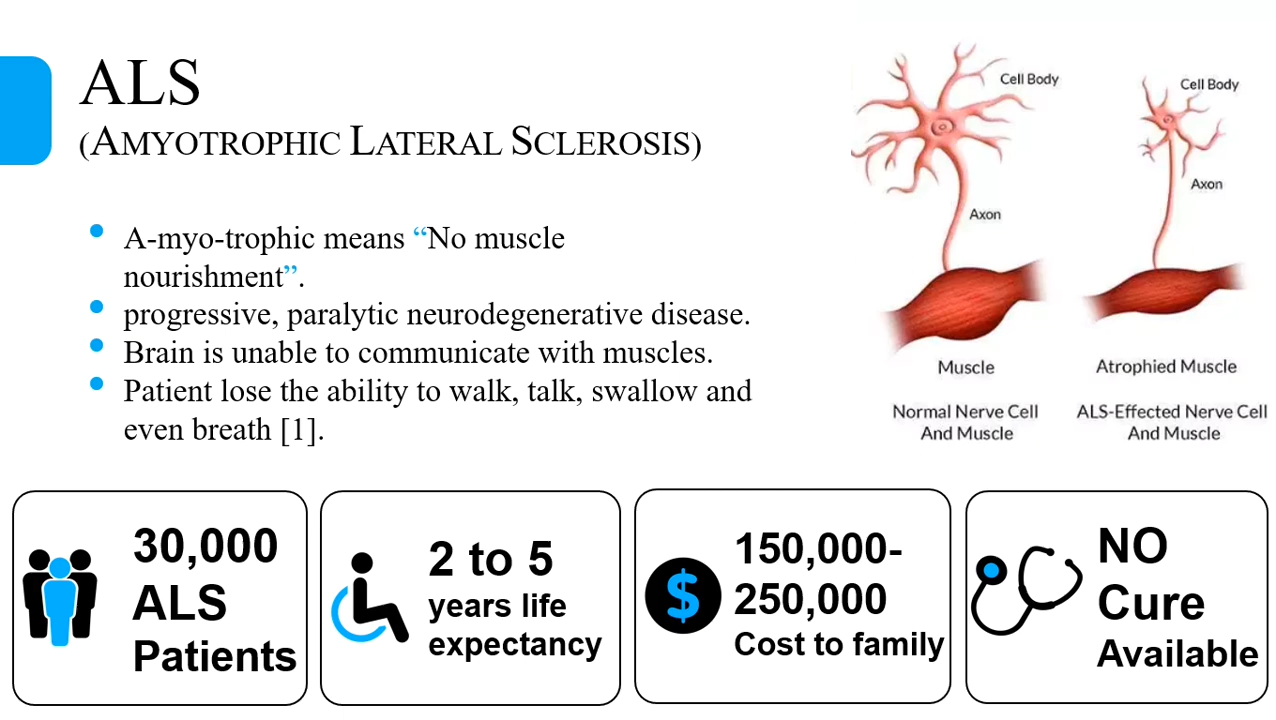 ALS
(AMYOTROPHIC LATERAL SCLEROSIS)
A-myo-trophic means “No muscle
nourishment”.
progressive, paralytic neurodegenerative disease.
Brain is unable to communicate with muscles.
Patient lose the ability to walk, talk, swallow and
even breath [1].
Cell Body
Axon
Muscle
Normal Nerve Cell
And Muscle
Cell Body
Axon
Atrophied Muscle
ALS-Effected Nerve Cell
And Muscle
30,000
ALS
Patients
2 to 5
years life
expectancy
$
150,000-
250,000
Cost to family
NO
Cure
Available